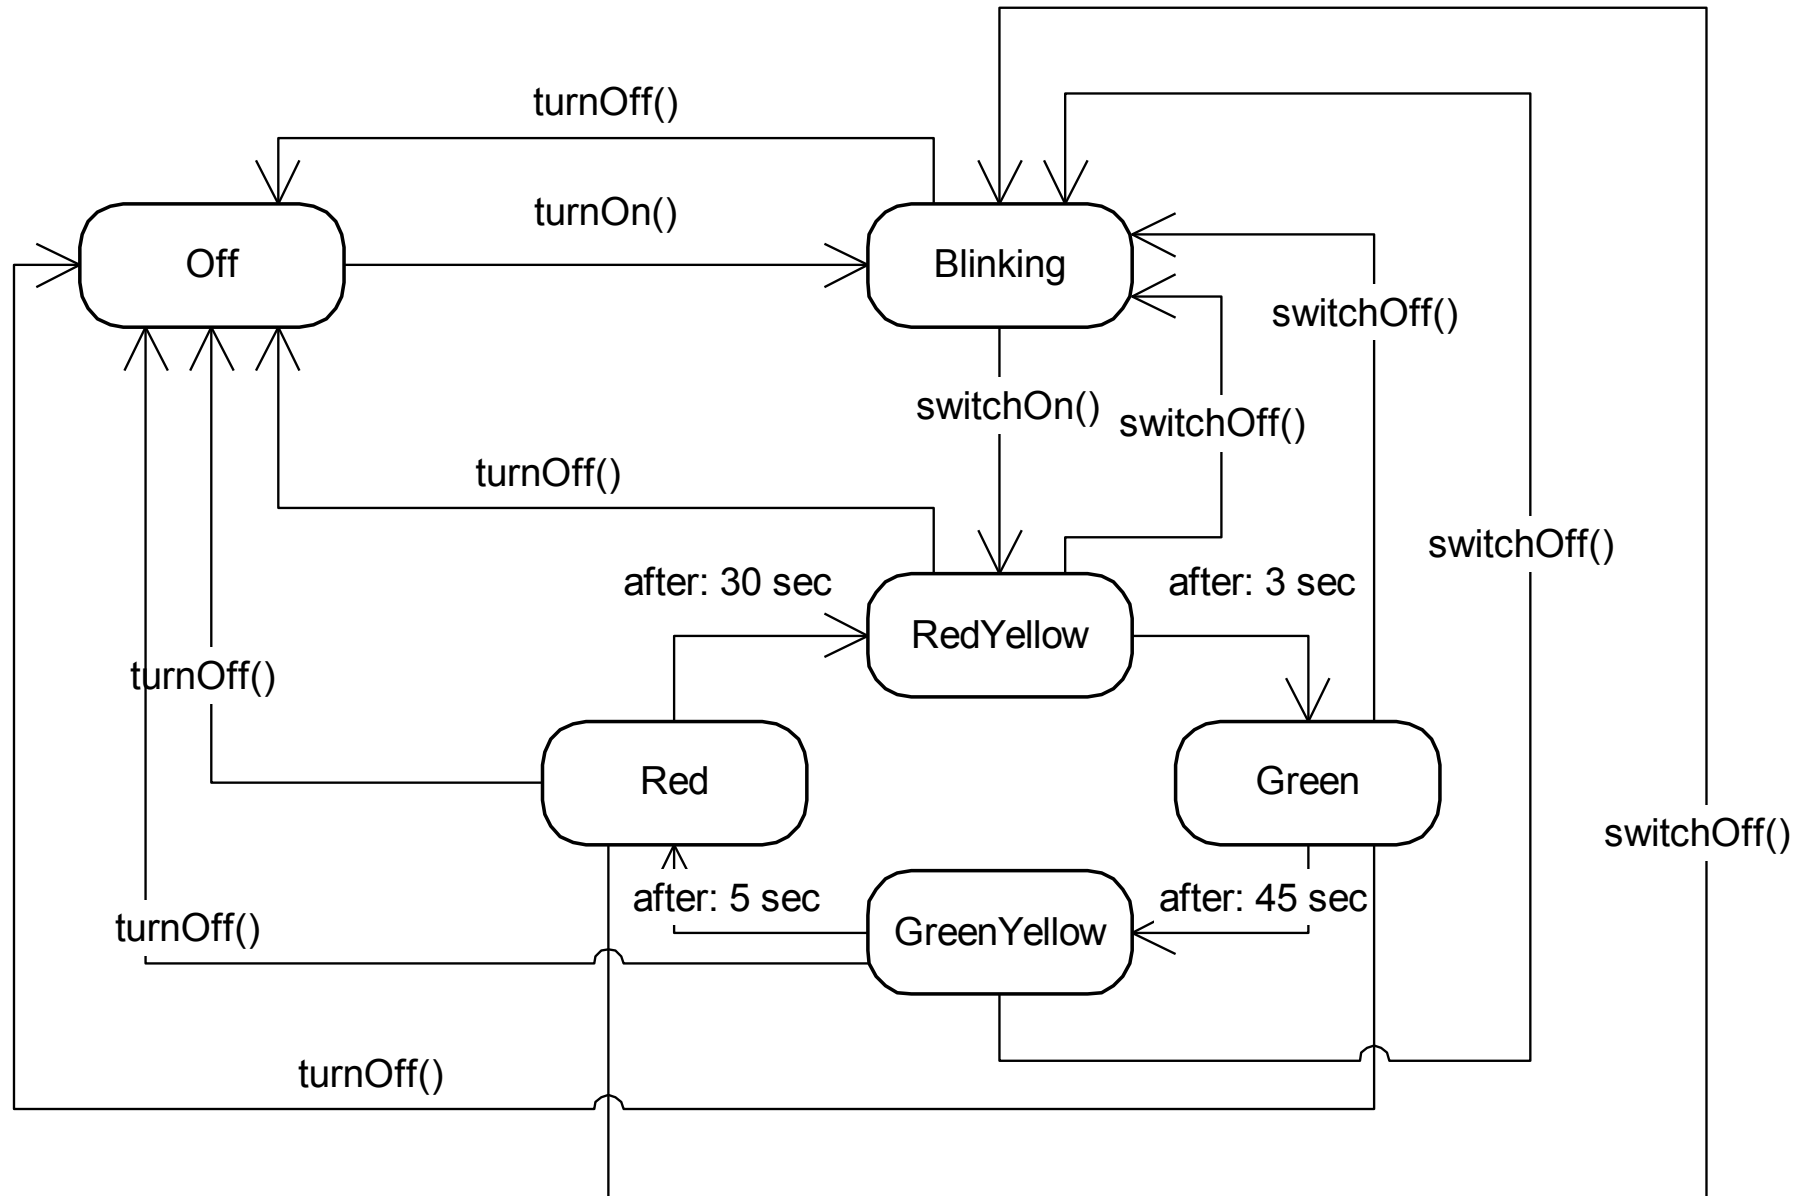 turnOff()
turnOn()
Off
Blinking
switchOff()
switchOn()
switchOff()
turnOff()
switchOff()
after: 30 sec
after: 3 sec
RedYellow
turnOff()
Red
Green
switchOff()
after: 5 sec
after: 45 sec
turnOff()
GreenYellow
turnOff()